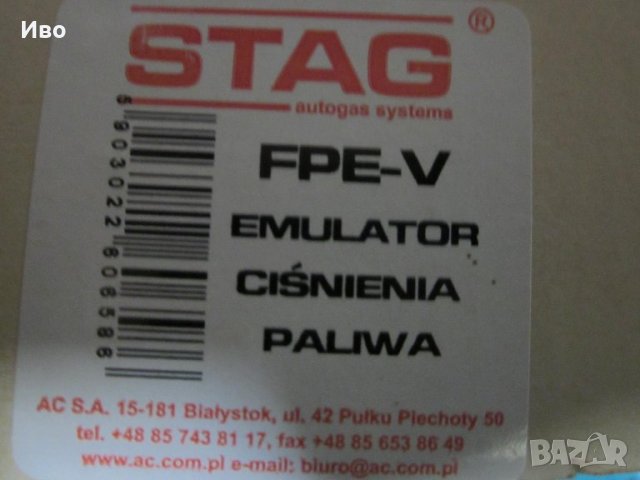 Иво
STAG®
autogas systems
FPE-V
EMULATOR
CIŚNIENIA
PALIWA
AC S.A. 15-181 Białystok, ul. 42 Pułku Piechoty 50
tel. +48 85 743 81 17, fax +48 85 653 86 49
www.ac.com.pl e-mail: biuro@ac.com.pl
bazar